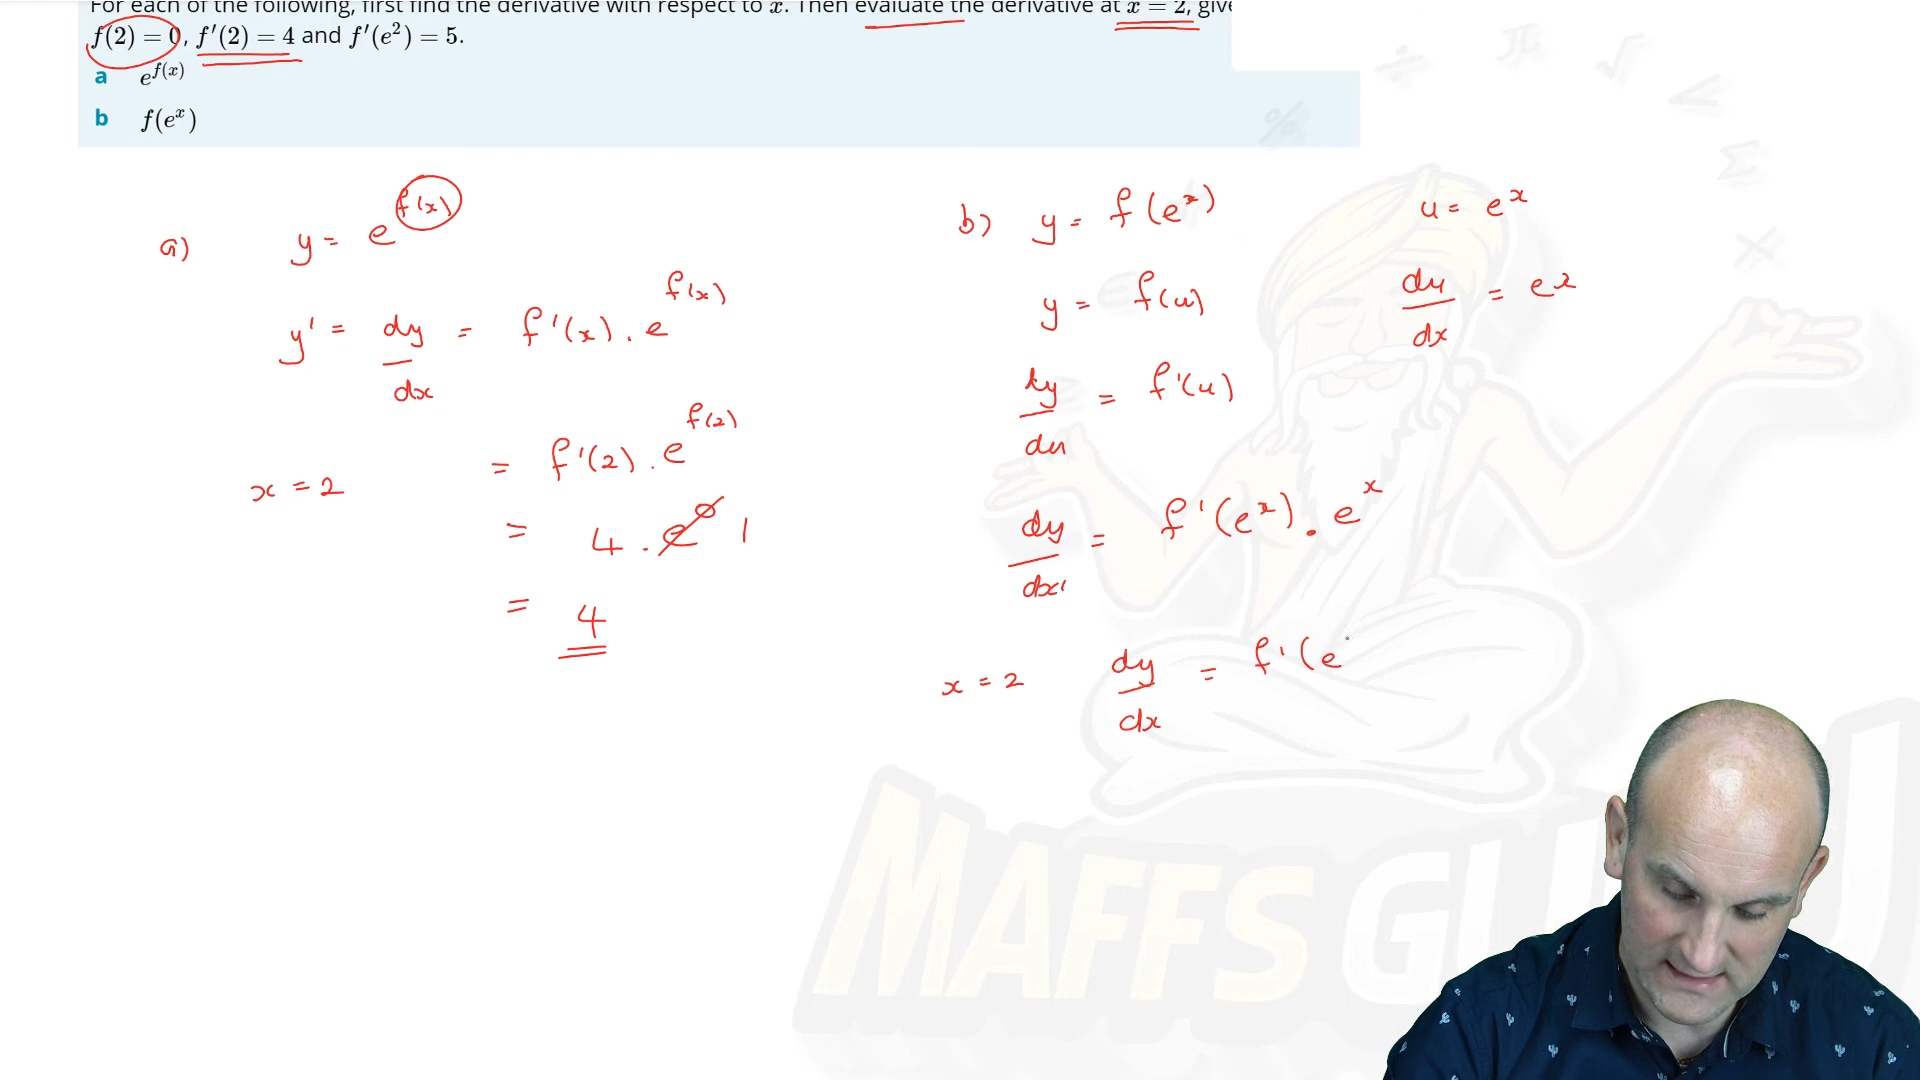 For each of the following, first find the derivative with respect to x. Then evaluate the derivative at x = 2, give
f(2) = 0, f′(2) = 4 and f′(e²) = 5.
a e^{f(x)}
b f(e^x)
a) y = e^{f(x)}
y' = dy/dx = f'(x) . e^{f(x)}
x = 2 = f'(2) . e^{f(2)}
= 4 . e^0 1
= 4
b) y = f(e^x) u = e^x
y = f(u) du/dx = e^x
dy/du = f'(u)
dy/dx = f'(e^x) . e^x
x = 2 dy/dx = f'(e
MAFFS GU